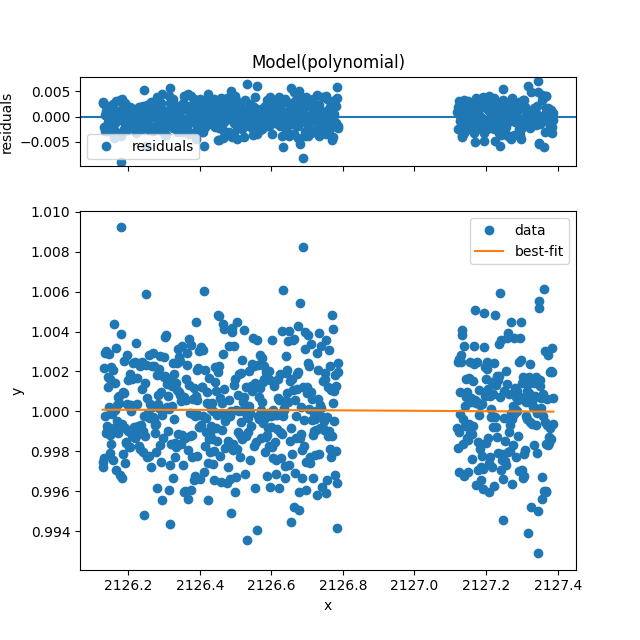 Model(polynomial)
residuals
0.005
0.000
−0.005
residuals
1.010
1.008
1.006
1.004
1.002
1.000
0.998
0.996
0.994
y
data
best-fit
2126.2 2126.4 2126.6 2126.8 2127.0 2127.2 2127.4
x